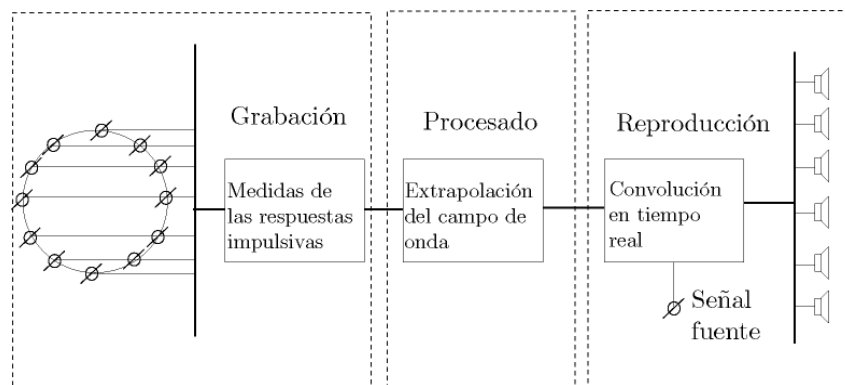 Grabación
Medidas de
las respuestas
impulsivas
Procesado
Extrapolación
del campo de
onda
Reproducción
Convolución
en tiempo
real
Señal
fuente